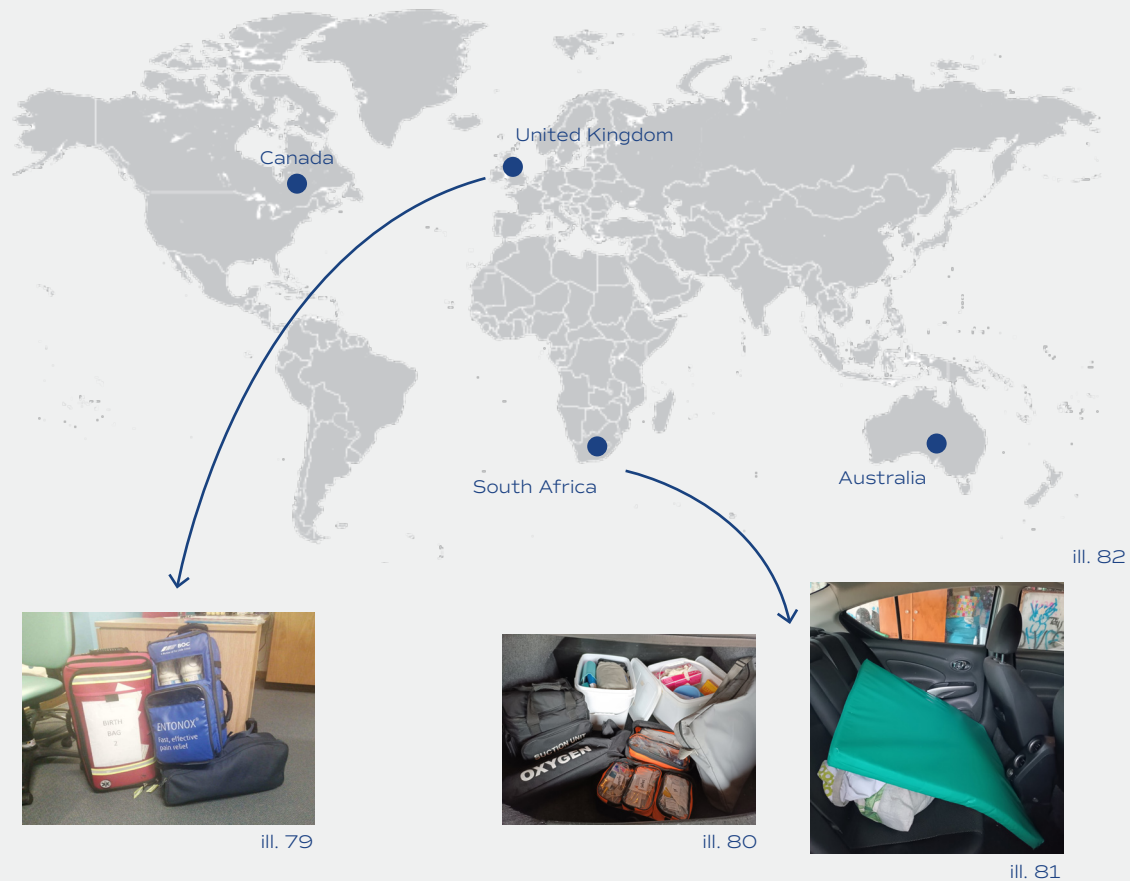 United Kingdom
Canada
South Africa
Australia
ill. 82
BOC
BIRTH
BAG
2
ENTONOX®
Fast, effective
pain relief
ill. 79
SUCTION UNIT
OXYGEN
ill. 80
ill. 81